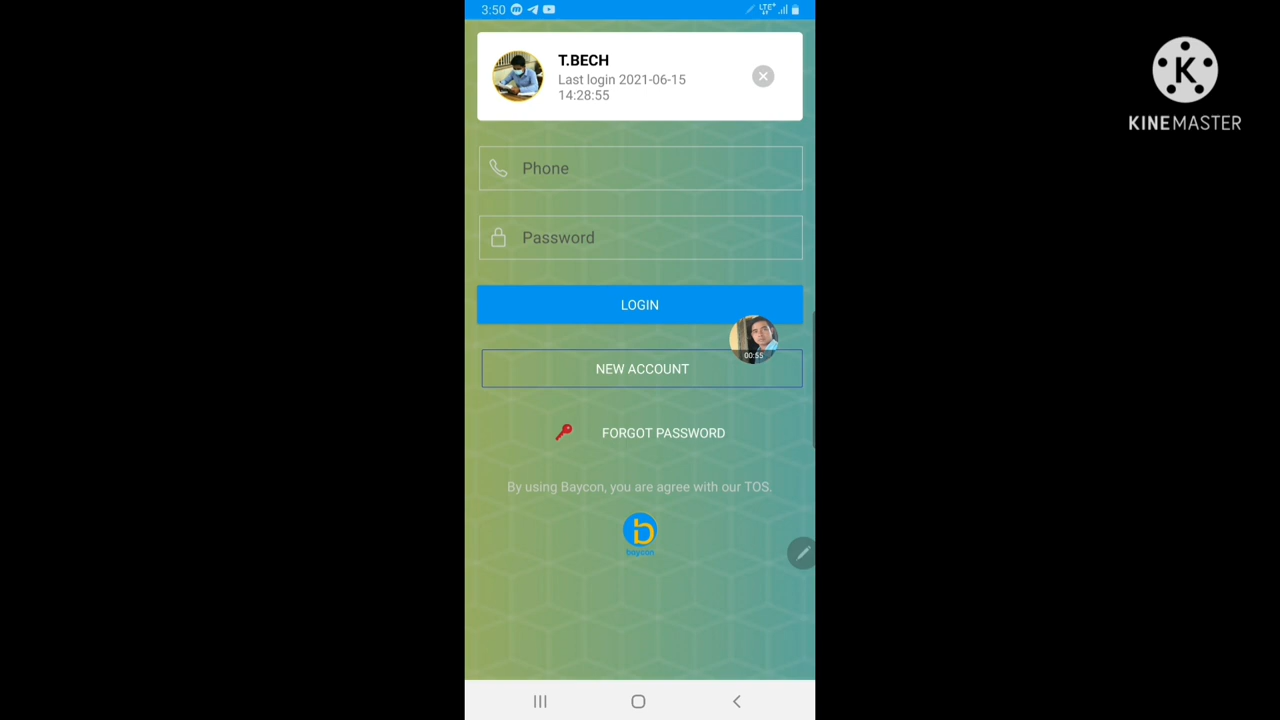 3:50
LTE+
T.BECH
Last login 2021-06-15
14:28:55
Phone
Password
LOGIN
00:55
NEW ACCOUNT
FORGOT PASSWORD
By using Baycon, you are agree with our TOS.
b
baycon
K
KINEMASTER